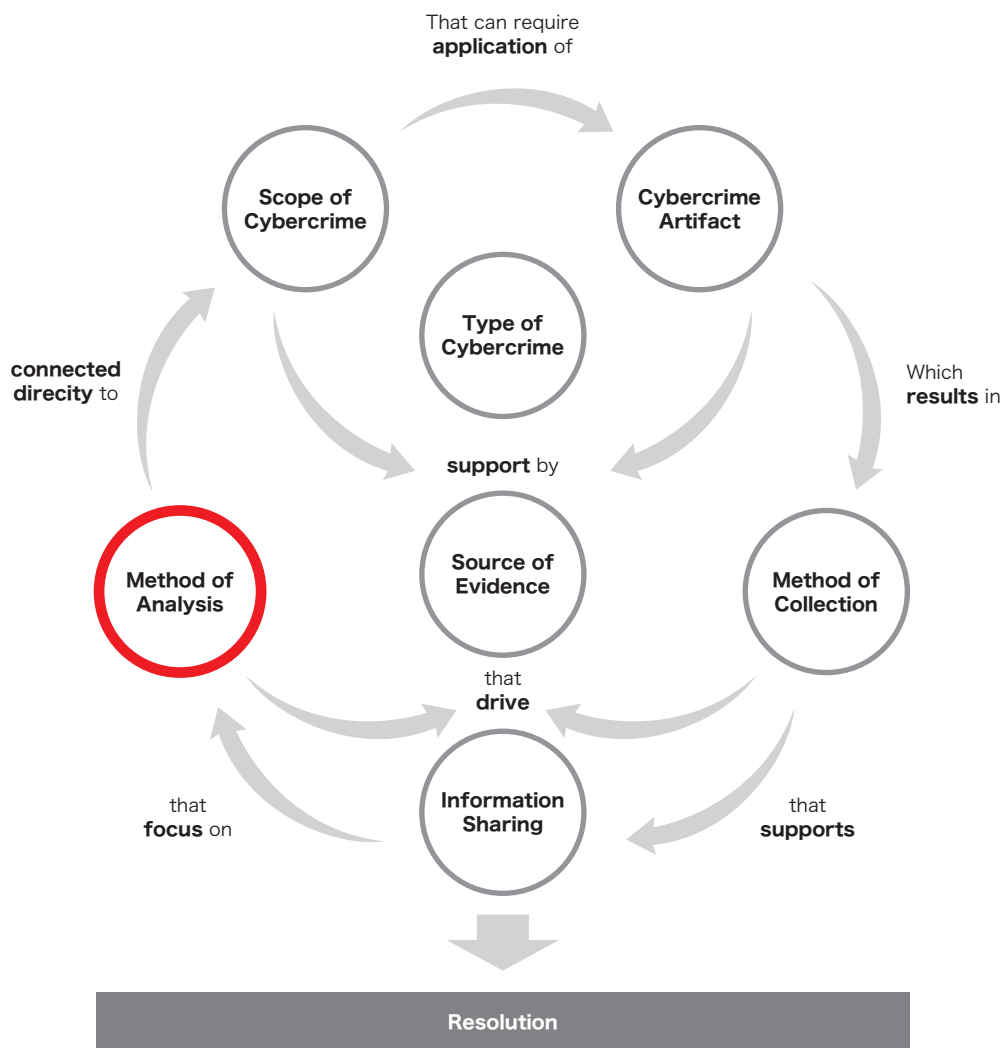 That can require
application of
Scope of
Cybercrime
Cybercrime
Artifact
Type of
Cybercrime
connected
direcity to
Which
results in
support by
Method of
Analysis
Source of
Evidence
Method of
Collection
that
drive
Information
Sharing
that
focus on
that
supports
Resolution